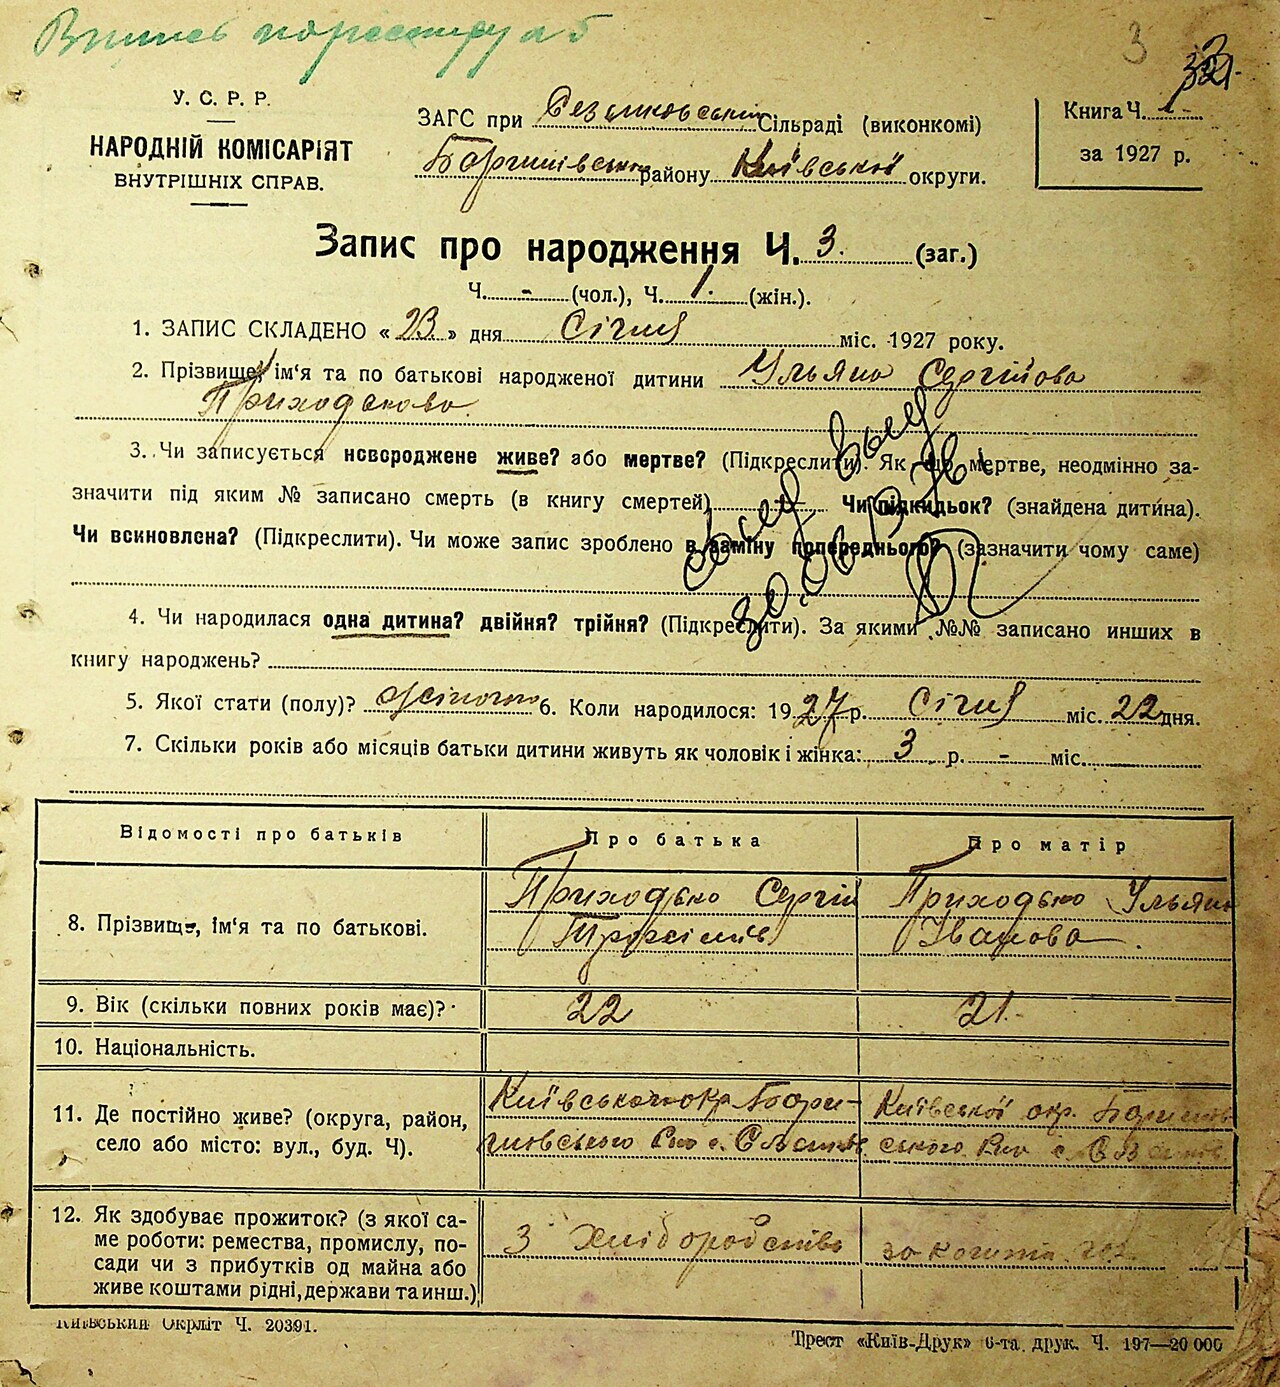 Впись
3
У. С. Р. Р.
НАРОДНІЙ КОМІСАРІЯТ
ВНУТРІШНІХ СПРАВ.
ЗАГС при Сільраді (виконкомі)
району Київської округи.
Книга Ч. 1
за 1927 р.
Запис про народження Ч. 3. (заг.)
Ч. - (чол.), Ч. 1. (жін.).
1. ЗАПИС СКЛАДЕНО « 23 » дня Січня міс. 1927 року.
2. Прізвище, ім'я та по батькові народженої дитини Ульяна Сергійова
Приходькова.
3. Чи записується новороджене живе? або мертве? (Підкреслити). Як що мертве, неодмінно за-
значити під яким № записано смерть (в книгу смертей) — Чи підкидьок? (знайдена дитина).
Чи всиновлена? (Підкреслити). Чи може запис зроблено в заміну попереднього? (зазначити чому саме)
4. Чи народилася одна дитина? двійня? трійня? (Підкреслити). За якими №№ записано инших в
книгу народжень?
5. Якої стати (полу)? жіночого 6. Коли народилося: 1927 р. Січня міс. 22 дня.
7. Скільки років або місяців батьки дитини живуть як чоловік і жінка: 3 р. - міс.
Відомості про батьків Про батька Про матір
8. Прізвище, ім'я та по батькові. Приходько Сергій Приходько Ульяна
Іванова.
9. Вік (скільки повних років має)? 22 21.
10. Національність.
11. Де постійно живе? (округа, район, Київської окр. Бори- Київської окр.
село або місто: вул., буд. Ч).
12. Як здобуває прожиток? (з якої са-
ме роботи: ремества, промислу, по- З хліборобства
сади чи з прибутків од майна або
живе коштами рідні, держави та инш.)
Київський Окрліт Ч. 20391.
Трест «Київ-Друк» 6-та друк. Ч. 197—20 000